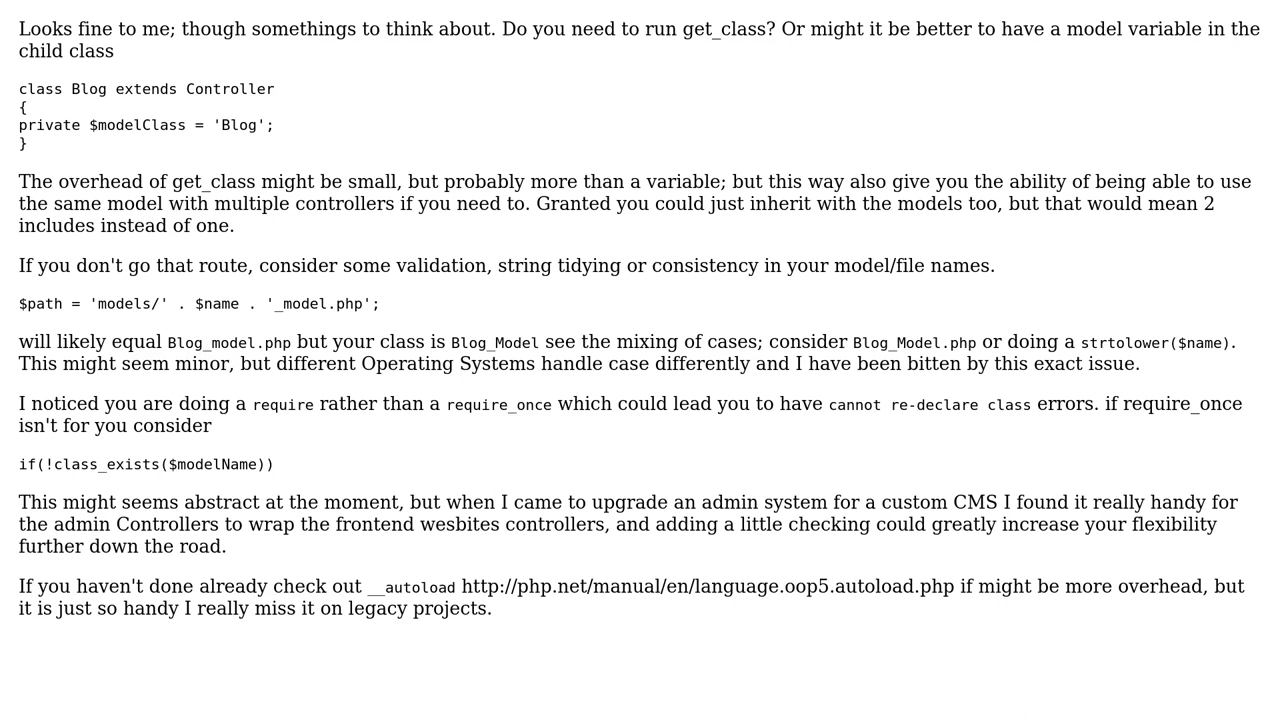 Looks fine to me; though somethings to think about. Do you need to run get_class? Or might it be better to have a model variable in the
child class
class Blog extends Controller
{
private $modelClass = 'Blog';
}
The overhead of get_class might be small, but probably more than a variable; but this way also give you the ability of being able to use
the same model with multiple controllers if you need to. Granted you could just inherit with the models too, but that would mean 2
includes instead of one.
If you don't go that route, consider some validation, string tidying or consistency in your model/file names.
$path = 'models/' . $name . '_model.php';
will likely equal Blog_model.php but your class is Blog_Model see the mixing of cases; consider Blog_Model.php or doing a strtolower($name).
This might seem minor, but different Operating Systems handle case differently and I have been bitten by this exact issue.
I noticed you are doing a require rather than a require_once which could lead you to have cannot re-declare class errors. if require_once
isn't for you consider
if(!class_exists($modelName))
This might seems abstract at the moment, but when I came to upgrade an admin system for a custom CMS I found it really handy for
the admin Controllers to wrap the frontend wesbites controllers, and adding a little checking could greatly increase your flexibility
further down the road.
If you haven't done already check out __autoload http://php.net/manual/en/language.oop5.autoload.php if might be more overhead, but
it is just so handy I really miss it on legacy projects.